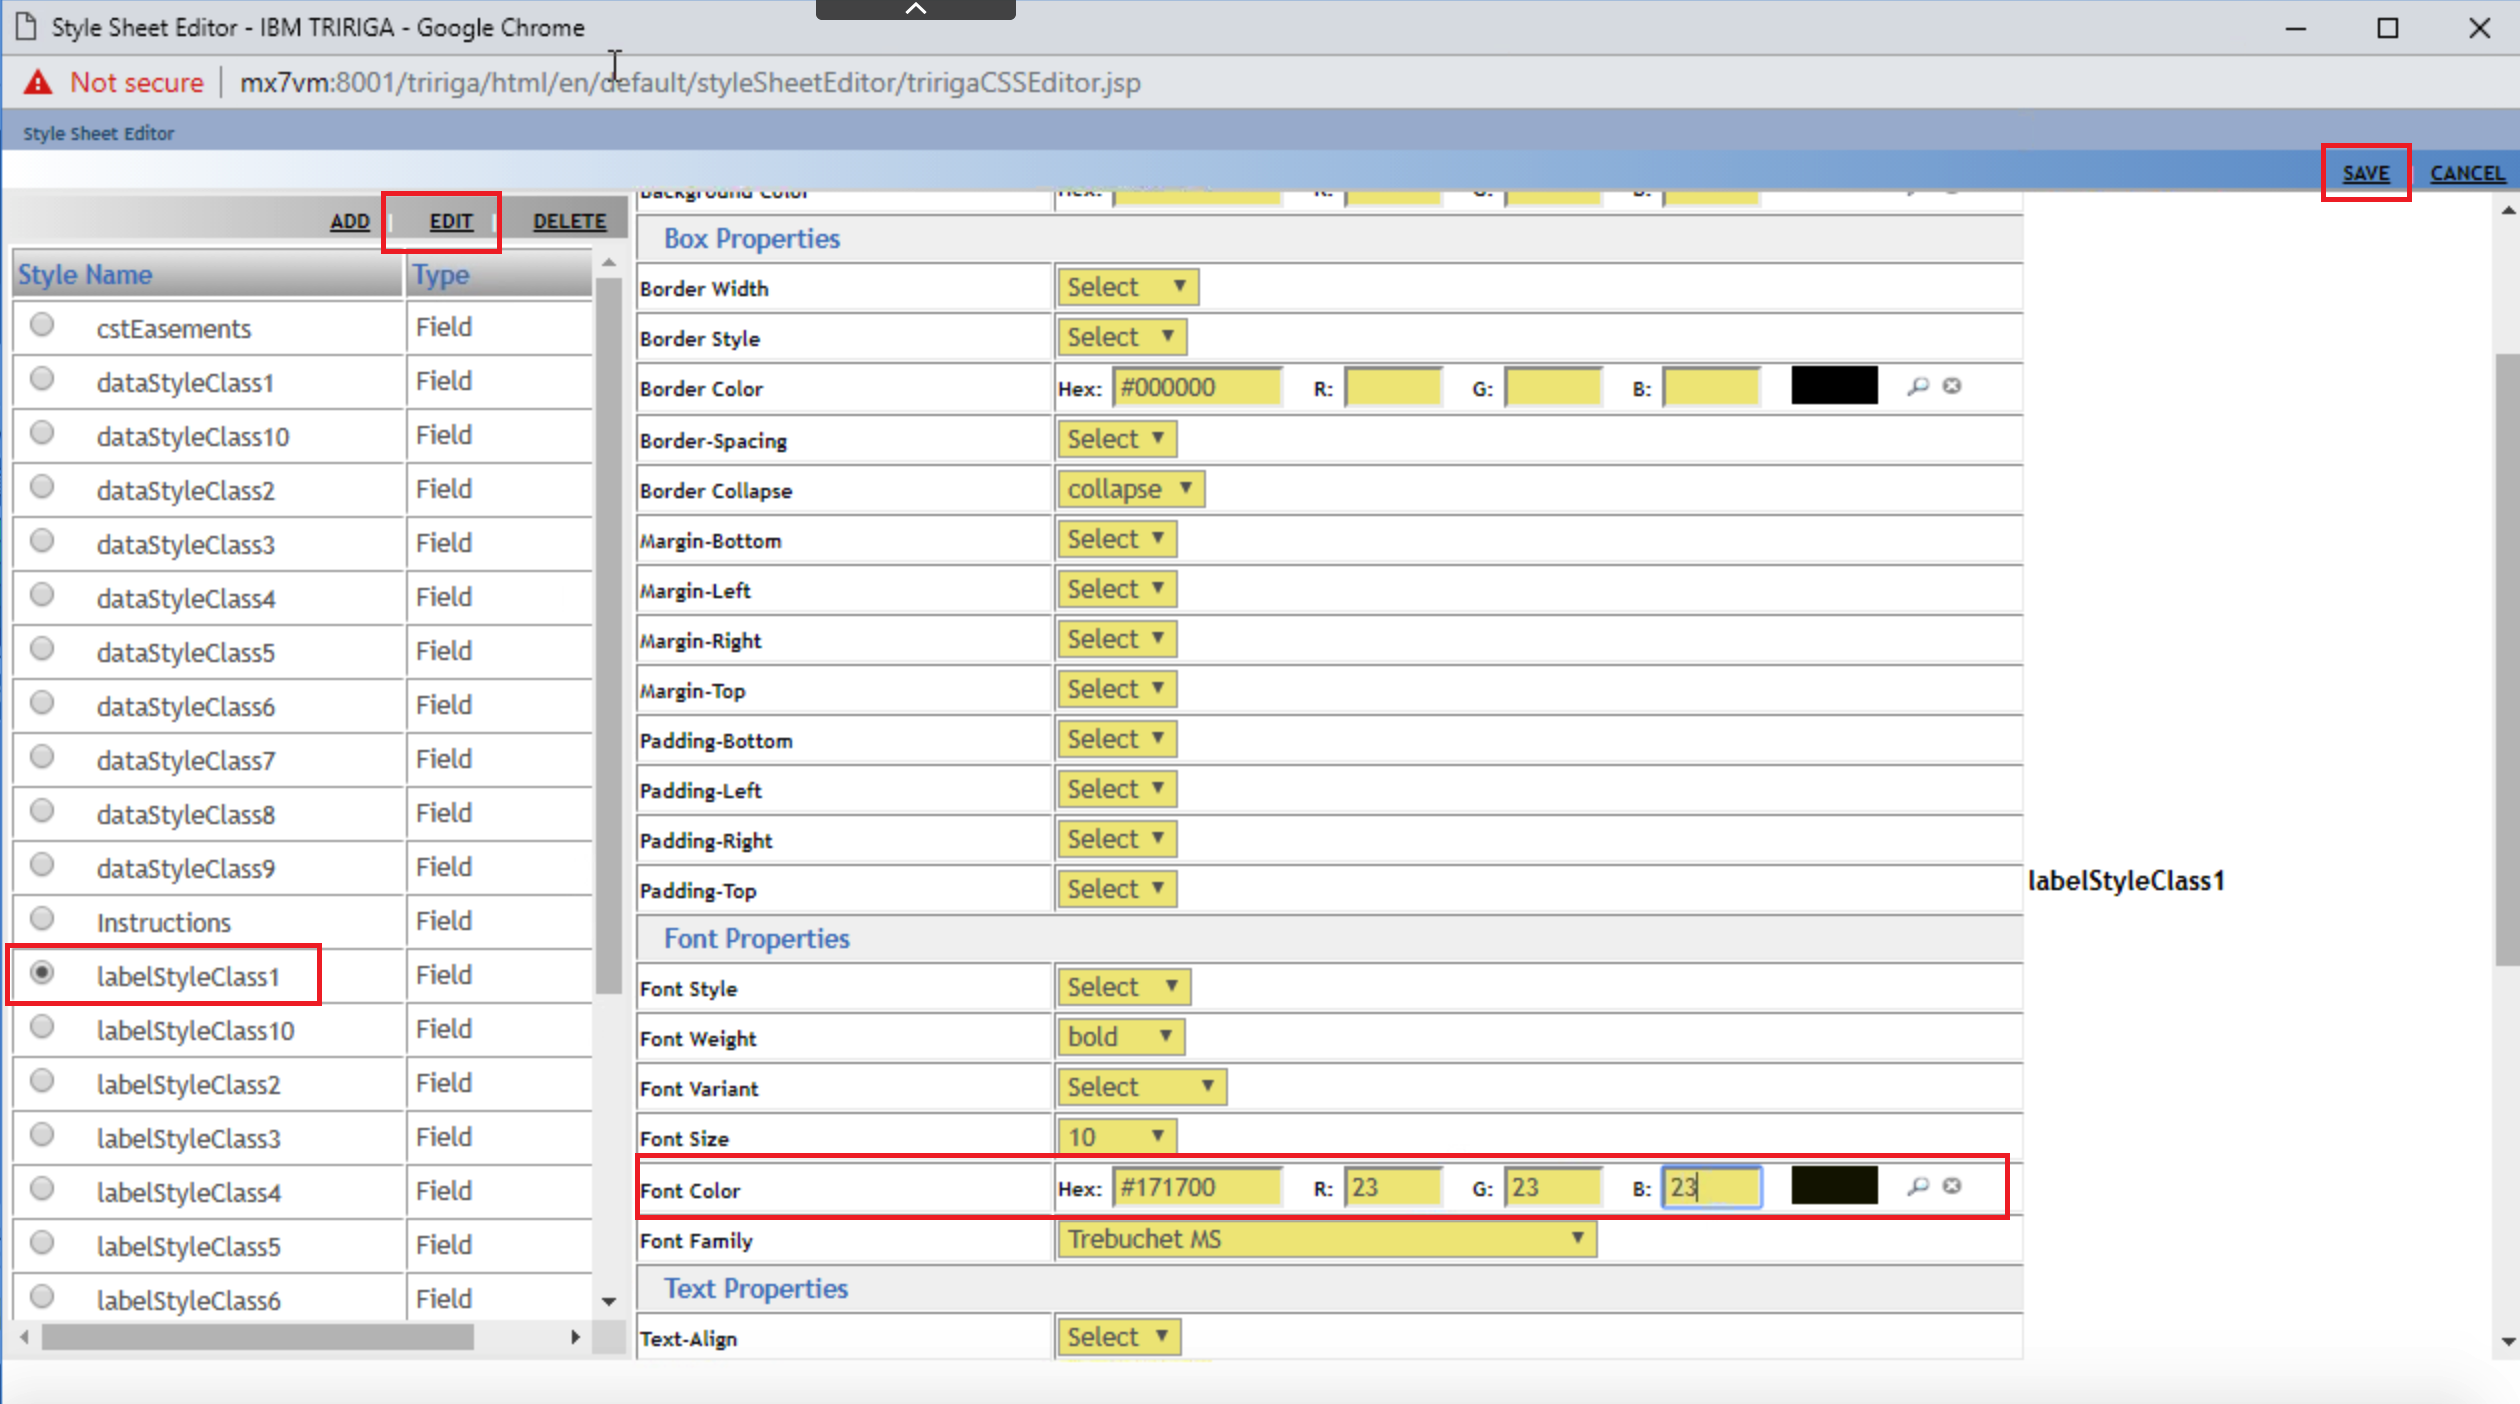 Style Sheet Editor - IBM TRIRIGA - Google Chrome
Not secure | mx7vm:8001/tririga/html/en/default/styleSheetEditor/tririgaCSSEditor.jsp
Style Sheet Editor
SAVE | CANCEL
ADD | EDIT | DELETE
Style Name Type
cstEasements Field
dataStyleClass1 Field
dataStyleClass10 Field
dataStyleClass2 Field
dataStyleClass3 Field
dataStyleClass4 Field
dataStyleClass5 Field
dataStyleClass6 Field
dataStyleClass7 Field
dataStyleClass8 Field
dataStyleClass9 Field
Instructions Field
labelStyleClass1 Field
labelStyleClass10 Field
labelStyleClass2 Field
labelStyleClass3 Field
labelStyleClass4 Field
labelStyleClass5 Field
labelStyleClass6 Field
Background Color Hex: R: G: B:
Box Properties
Border Width Select
Border Style Select
Border Color Hex: #000000 R: G: B:
Border-Spacing Select
Border Collapse collapse
Margin-Bottom Select
Margin-Left Select
Margin-Right Select
Margin-Top Select
Padding-Bottom Select
Padding-Left Select
Padding-Right Select
Padding-Top Select
Font Properties
Font Style Select
Font Weight bold
Font Variant Select
Font Size 10
Font Color Hex: #171700 R: 23 G: 23 B: 23
Font Family Trebuchet MS
Text Properties
Text-Align Select
labelStyleClass1